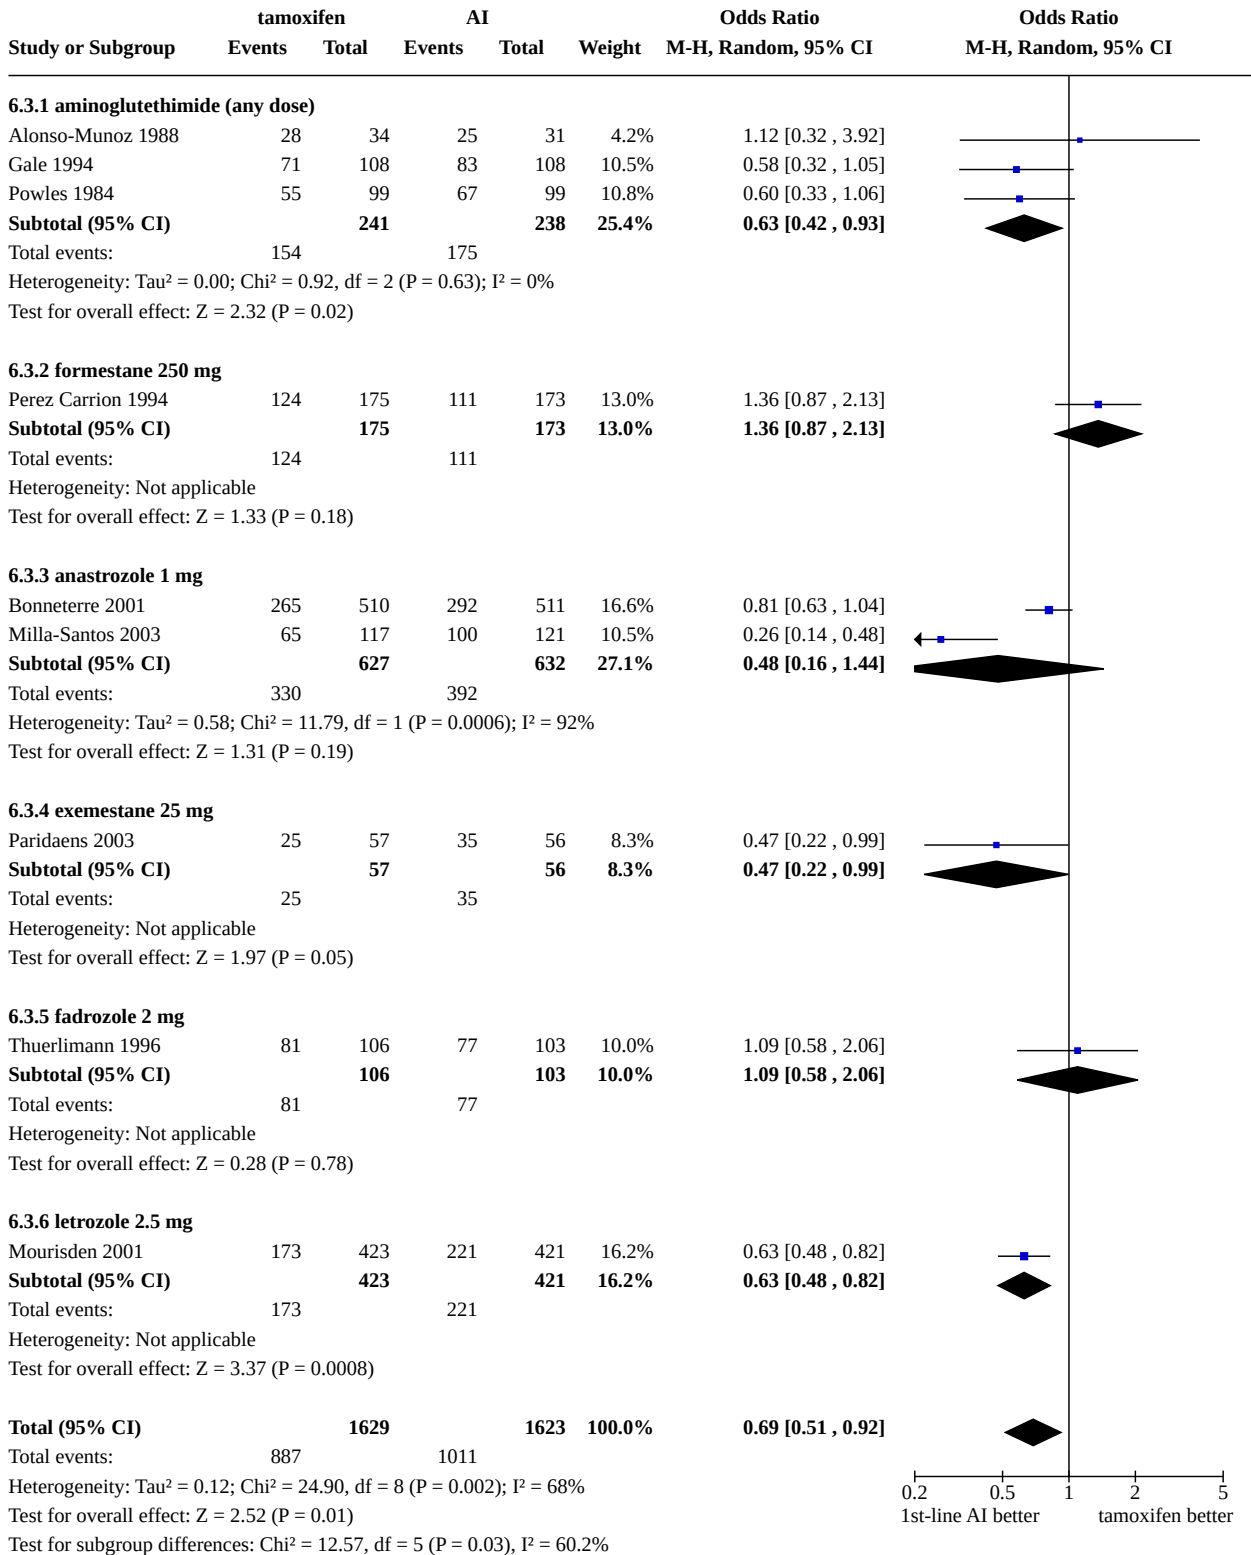 tamoxifen AI Odds Ratio Odds Ratio
Study or Subgroup Events Total Events Total Weight M-H, Random, 95% CI M-H, Random, 95% CI
6.3.1 aminoglutethimide (any dose)
Alonso-Munoz 1988 28 34 25 31 4.2% 1.12 [0.32 , 3.92]
Gale 1994 71 108 83 108 10.5% 0.58 [0.32 , 1.05]
Powles 1984 55 99 67 99 10.8% 0.60 [0.33 , 1.06]
Subtotal (95% CI) 241 238 25.4% 0.63 [0.42 , 0.93]
Total events: 154 175
Heterogeneity: Tau² = 0.00; Chi² = 0.92, df = 2 (P = 0.63); I² = 0%
Test for overall effect: Z = 2.32 (P = 0.02)
6.3.2 formestane 250 mg
Perez Carrion 1994 124 175 111 173 13.0% 1.36 [0.87 , 2.13]
Subtotal (95% CI) 175 173 13.0% 1.36 [0.87 , 2.13]
Total events: 124 111
Heterogeneity: Not applicable
Test for overall effect: Z = 1.33 (P = 0.18)
6.3.3 anastrozole 1 mg
Bonneterre 2001 265 510 292 511 16.6% 0.81 [0.63 , 1.04]
Milla-Santos 2003 65 117 100 121 10.5% 0.26 [0.14 , 0.48]
Subtotal (95% CI) 627 632 27.1% 0.48 [0.16 , 1.44]
Total events: 330 392
Heterogeneity: Tau² = 0.58; Chi² = 11.79, df = 1 (P = 0.0006); I² = 92%
Test for overall effect: Z = 1.31 (P = 0.19)
6.3.4 exemestane 25 mg
Paridaens 2003 25 57 35 56 8.3% 0.47 [0.22 , 0.99]
Subtotal (95% CI) 57 56 8.3% 0.47 [0.22 , 0.99]
Total events: 25 35
Heterogeneity: Not applicable
Test for overall effect: Z = 1.97 (P = 0.05)
6.3.5 fadrozole 2 mg
Thuerlimann 1996 81 106 77 103 10.0% 1.09 [0.58 , 2.06]
Subtotal (95% CI) 106 103 10.0% 1.09 [0.58 , 2.06]
Total events: 81 77
Heterogeneity: Not applicable
Test for overall effect: Z = 0.28 (P = 0.78)
6.3.6 letrozole 2.5 mg
Mourisden 2001 173 423 221 421 16.2% 0.63 [0.48 , 0.82]
Subtotal (95% CI) 423 421 16.2% 0.63 [0.48 , 0.82]
Total events: 173 221
Heterogeneity: Not applicable
Test for overall effect: Z = 3.37 (P = 0.0008)
Total (95% CI) 1629 1623 100.0% 0.69 [0.51 , 0.92]
Total events: 887 1011
Heterogeneity: Tau² = 0.12; Chi² = 24.90, df = 8 (P = 0.002); I² = 68%
0.2 0.5 1 2 5
Test for overall effect: Z = 2.52 (P = 0.01) 1st-line AI better tamoxifen better
Test for subgroup differences: Chi² = 12.57, df = 5 (P = 0.03), I² = 60.2%